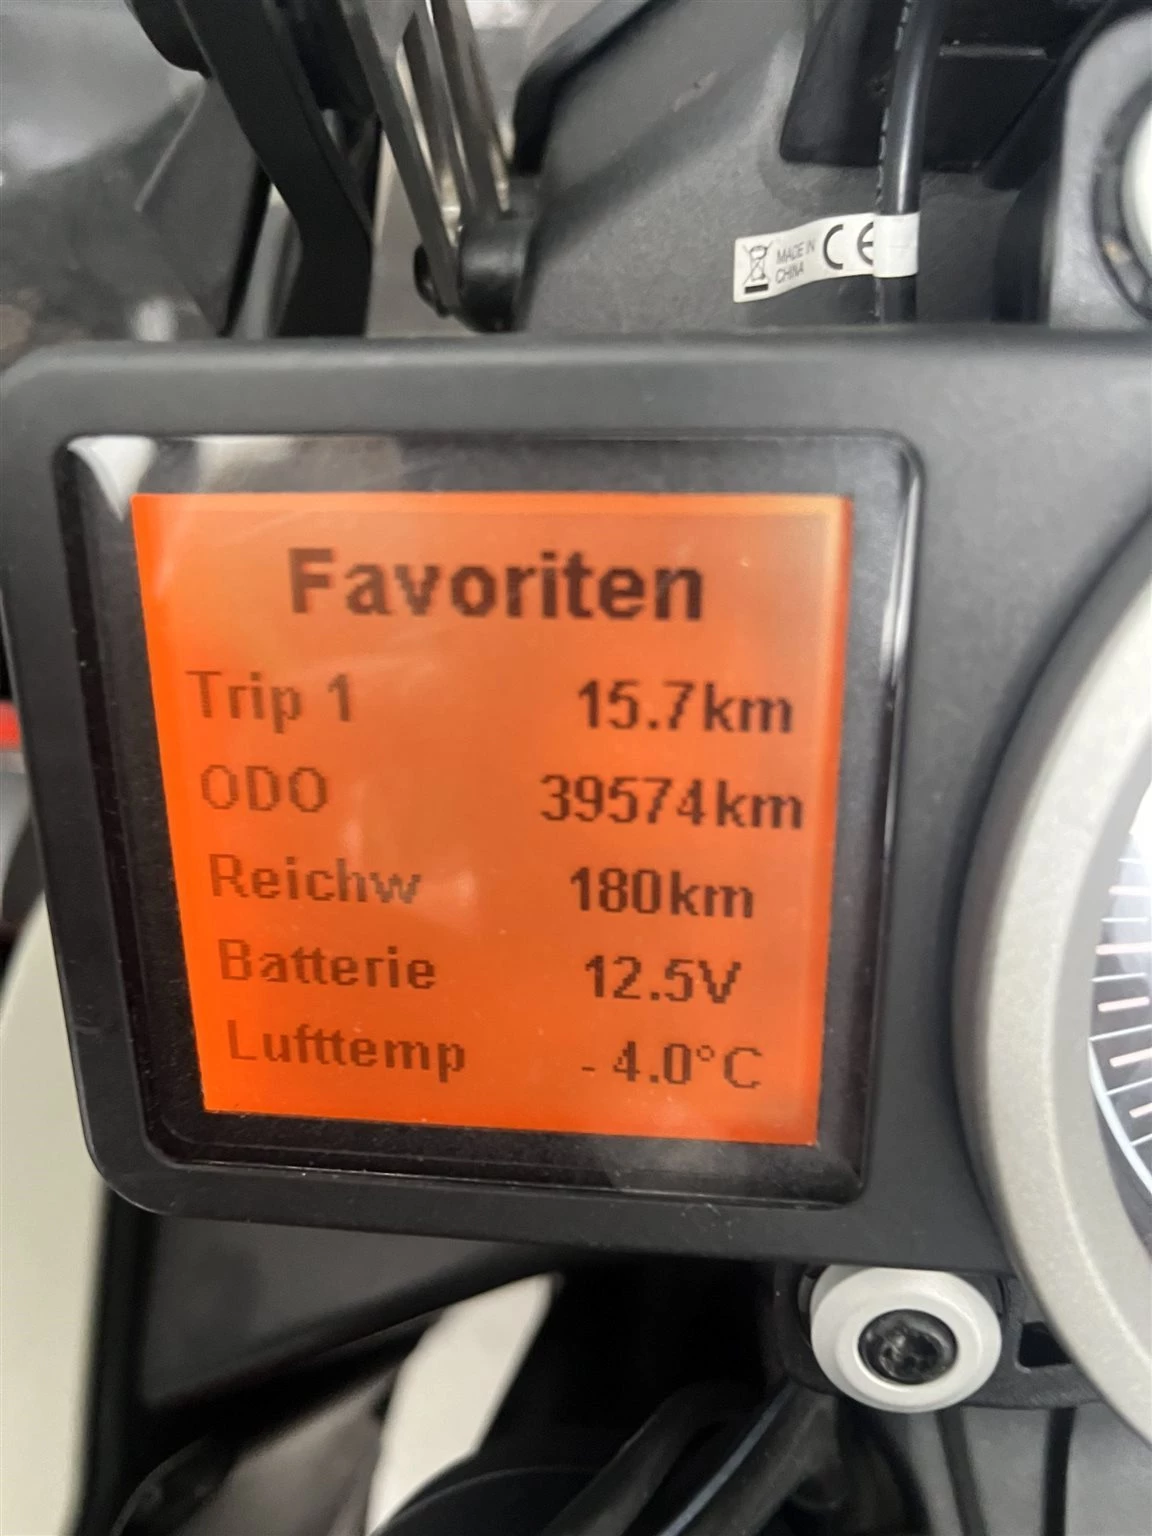 MADE IN
CHINA
CE
Favoriten
Trip 1 15.7km
ODO 39574km
Reichw 180km
Batterie 12.5V
Lufttemp - 4.0°C